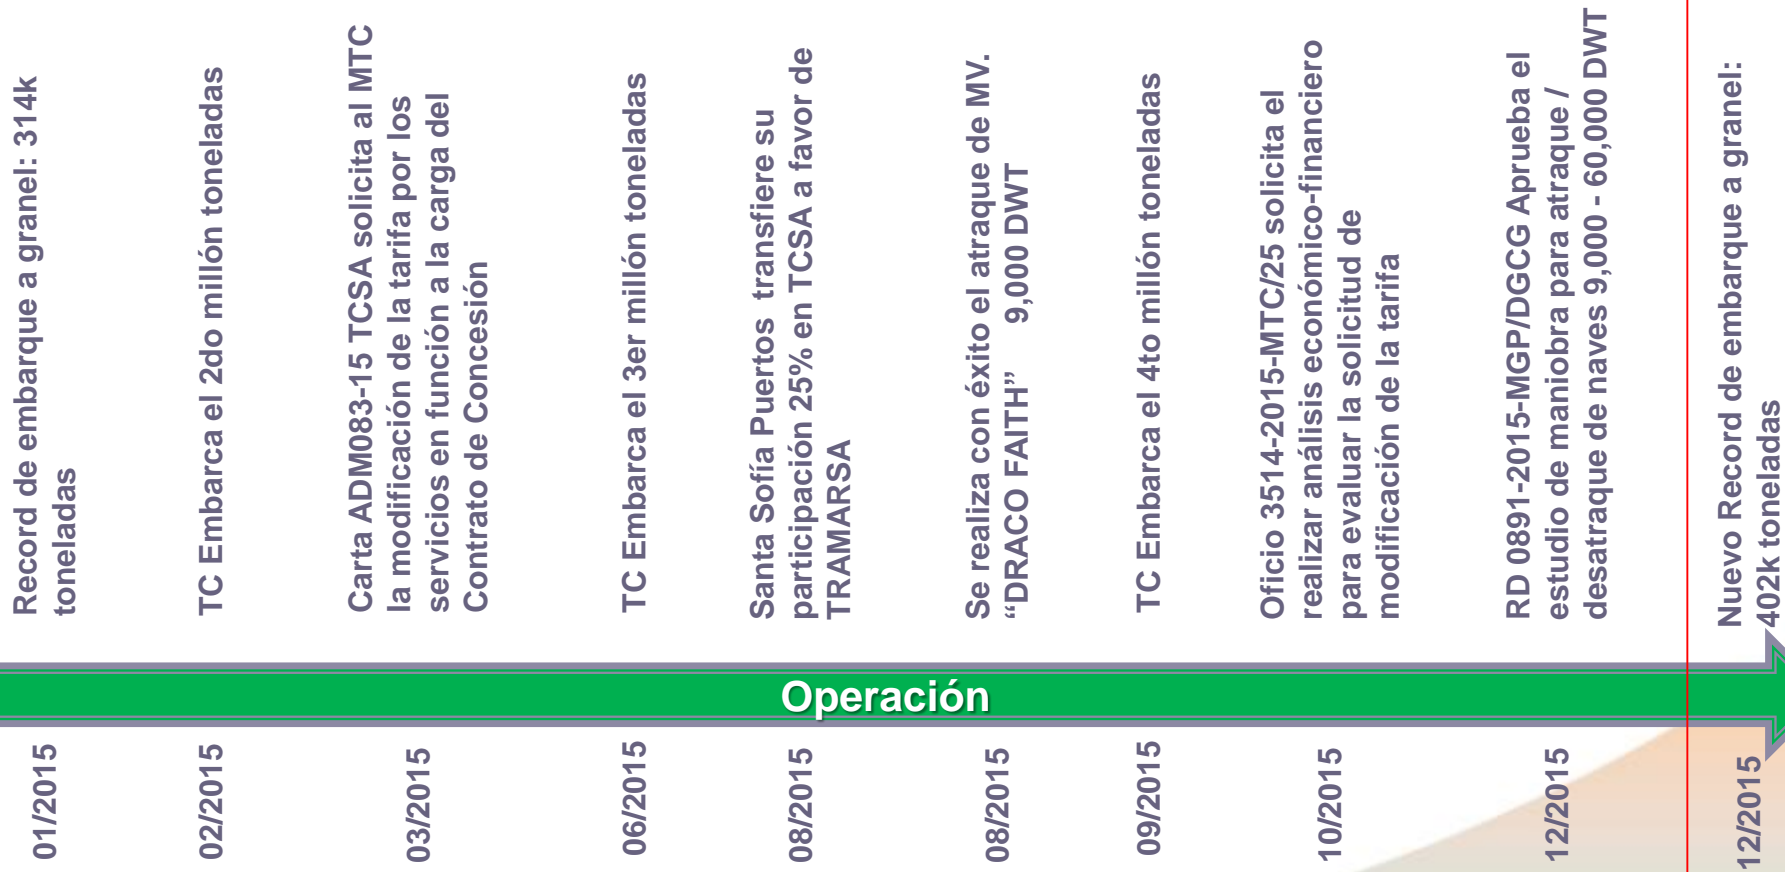 Record de embarque a granel: 314k
toneladas
TC Embarca el 2do millón toneladas
Carta ADM083-15 TCSA solicita al MTC
la modificación de la tarifa por los
servicios en función a la carga del
Contrato de Concesión
TC Embarca el 3er millón toneladas
Santa Sofía Puertos transfiere su
participación 25% en TCSA a favor de
TRAMARSA
Se realiza con éxito el atraque de MV.
“DRACO FAITH” 9,000 DWT
TC Embarca el 4to millón toneladas
Oficio 3514-2015-MTC/25 solicita el
realizar análisis económico-financiero
para evaluar la solicitud de
modificación de la tarifa
RD 0891-2015-MGP/DGCG Aprueba el
estudio de maniobra para atraque /
desatraque de naves 9,000 - 60,000 DWT
Nuevo Record de embarque a granel:
402k toneladas
Operación
01/2015
02/2015
03/2015
06/2015
08/2015
08/2015
09/2015
10/2015
12/2015
12/2015